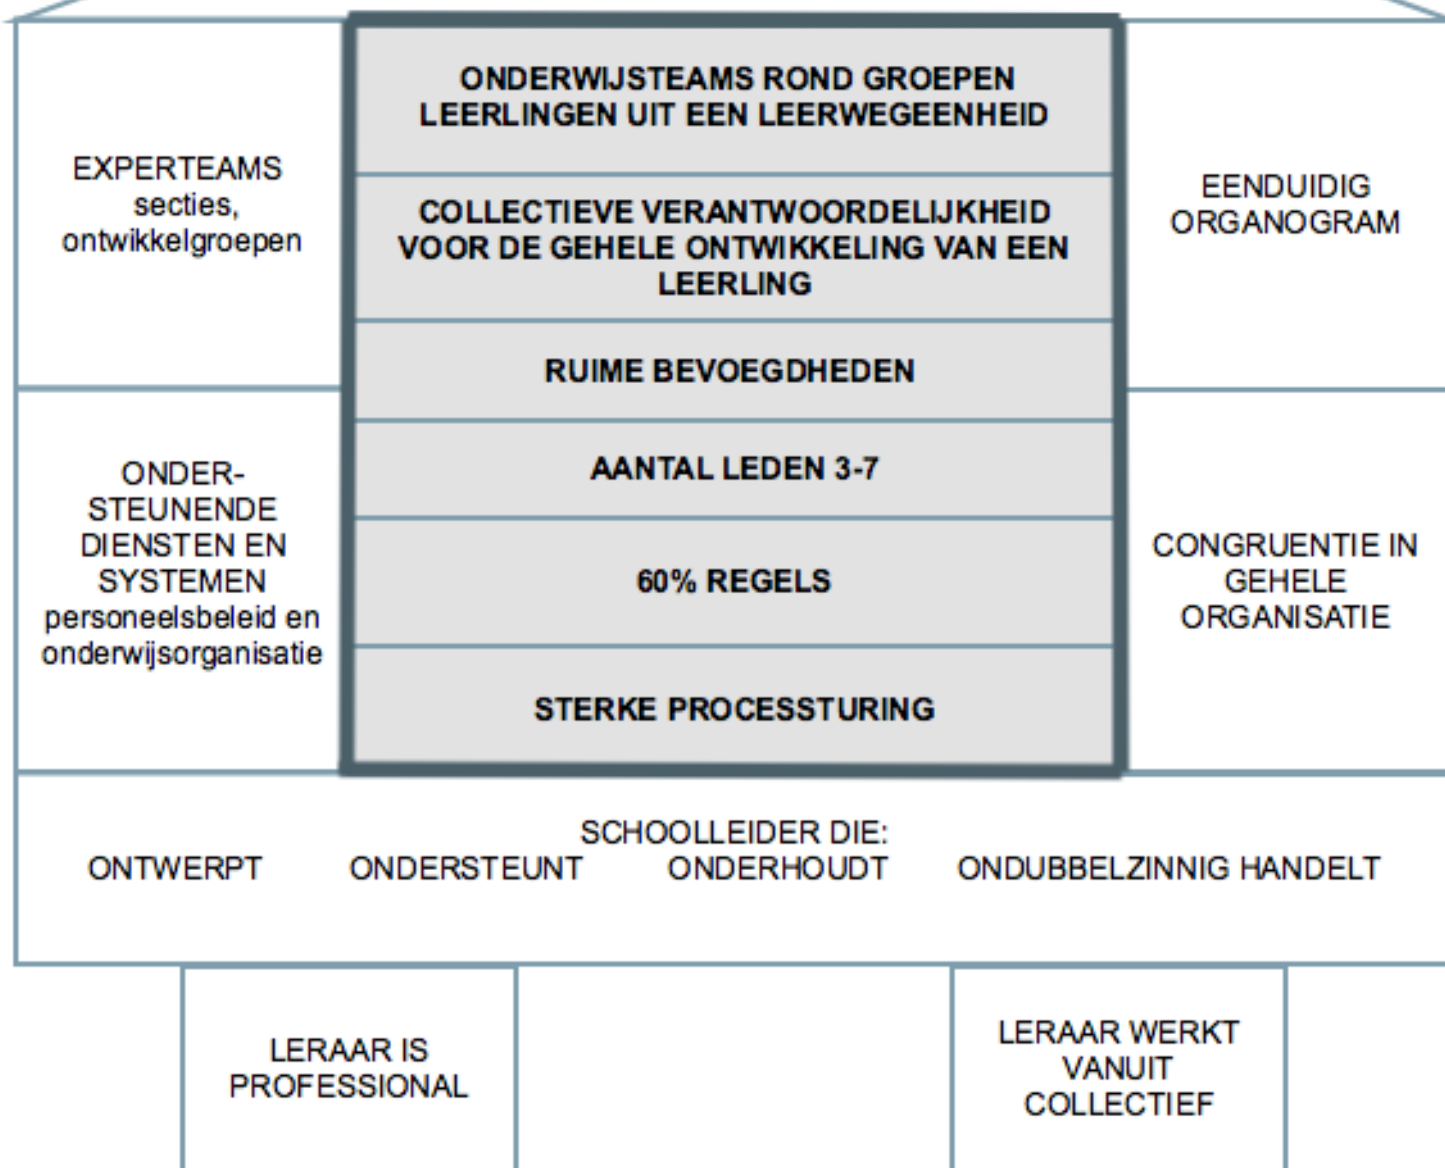 ONDERWIJSTEAMS ROND GROEPEN
LEERLINGEN UIT EEN LEERWEGEENHEID
EXPERTEAMS
secties,
ontwikkelgroepen
COLLECTIEVE VERANTWOORDELIJKHEID
VOOR DE GEHELE ONTWIKKELING VAN EEN
LEERLING
EENDUIDIG
ORGANOGRAM
RUIME BEVOEGDHEDEN
AANTAL LEDEN 3-7
60% REGELS
STERKE PROCESSTURING
ONDER-
STEUNENDE
DIENSTEN EN
SYSTEMEN
personeelsbeleid en
onderwijsorganisatie
CONGRUENTIE IN
GEHELE
ORGANISATIE
SCHOOLLEIDER DIE:
ONTWERPT ONDERSTEUNT ONDERHOUDT ONDUBBELZINNIG HANDELT
LERAAR IS
PROFESSIONAL
LERAAR WERKT
VANUIT
COLLECTIEF